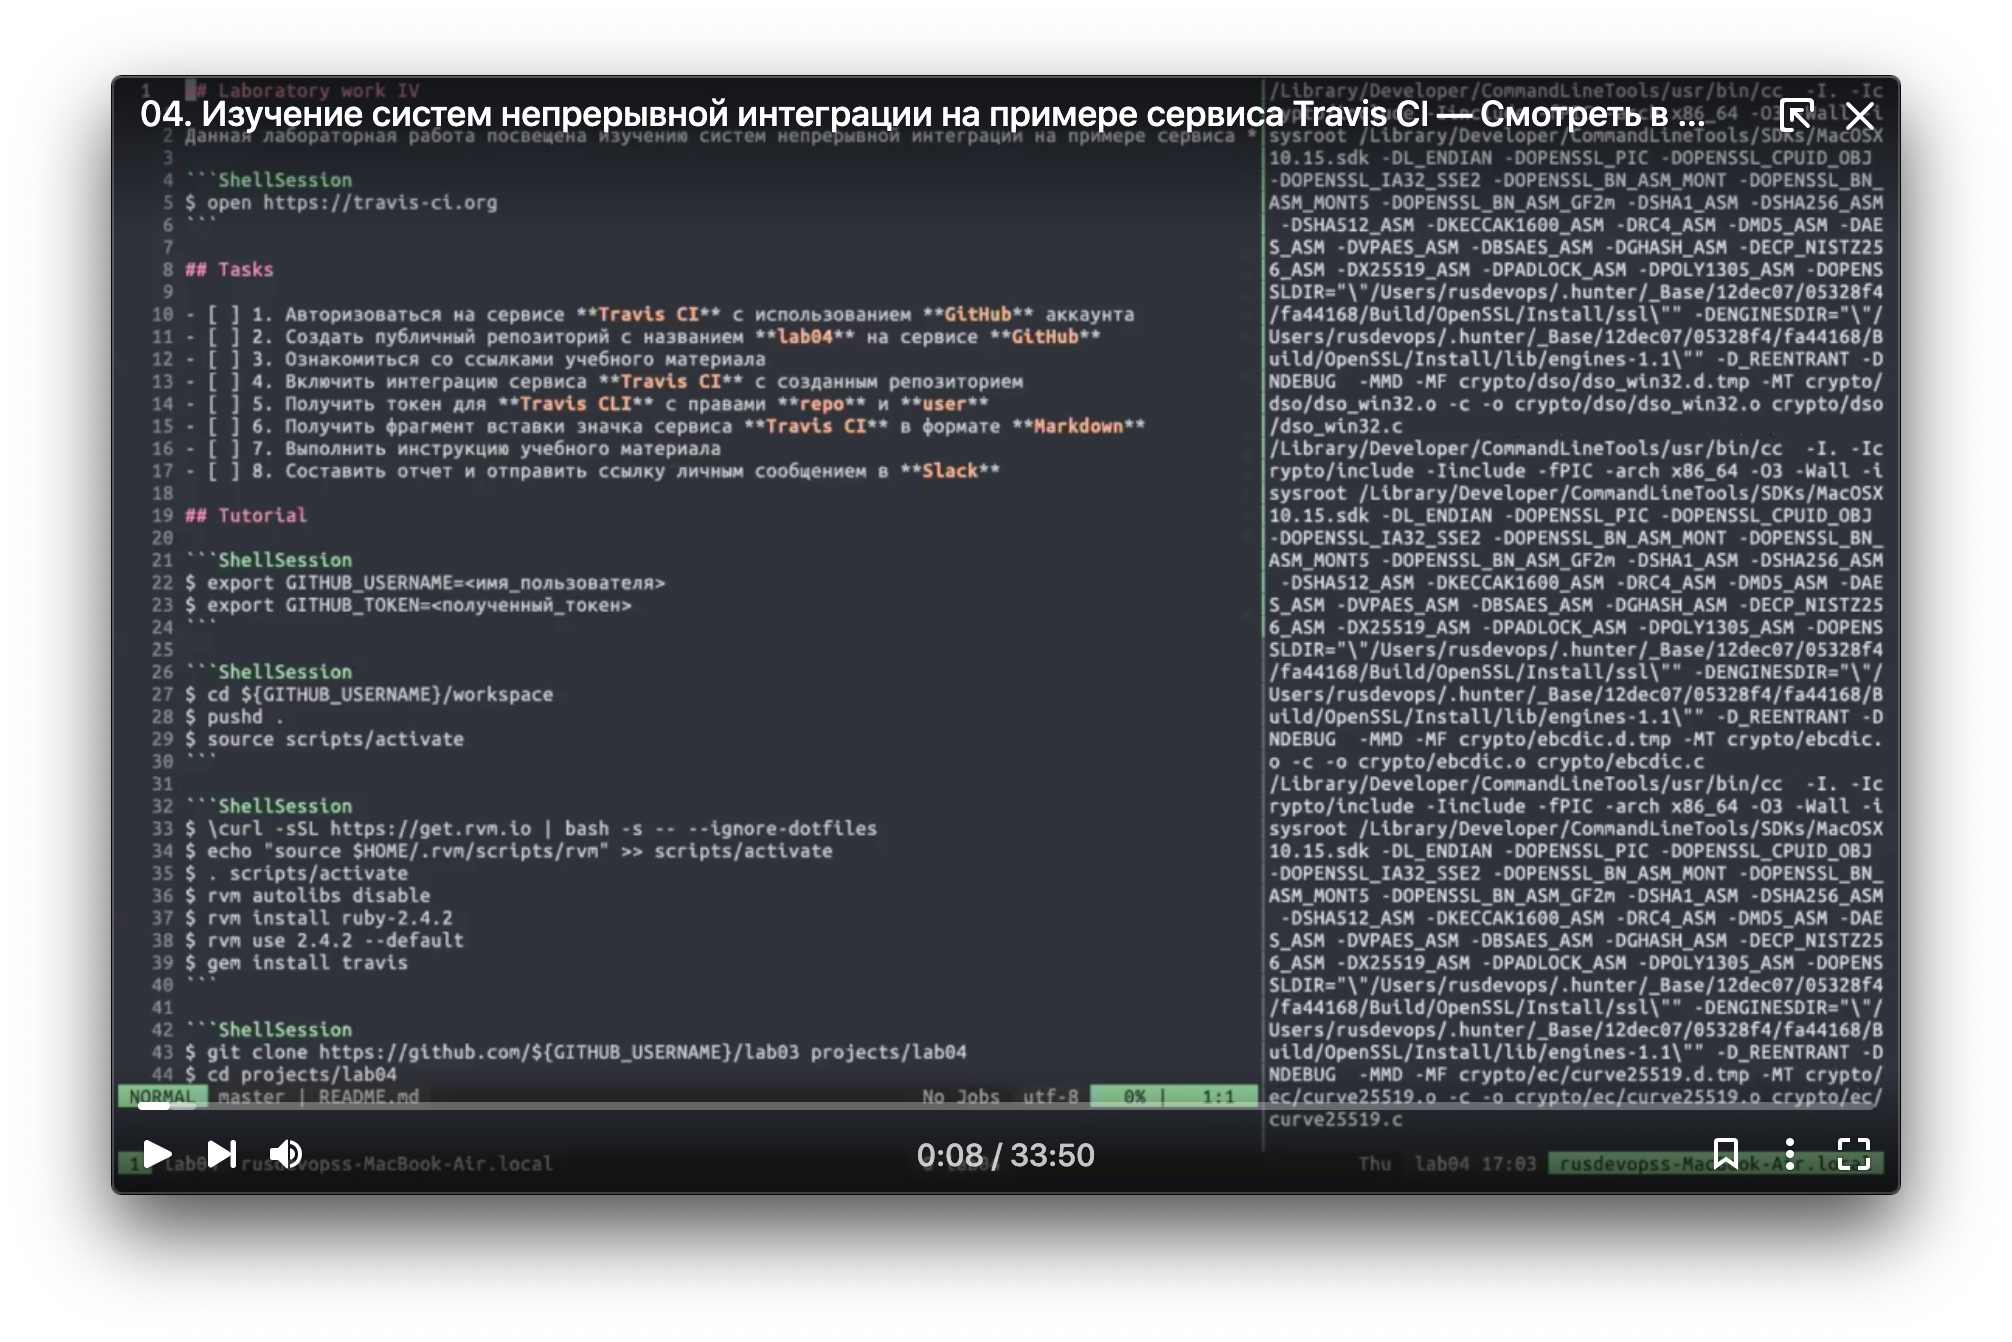 1 ## Laboratory work IV
04. Изучение систем непрерывной интеграции на примере сервиса Travis CI — Смотреть в ...
2 Данная лабораторная работа посвещена изучению систем непрерывной интеграции на примере сервиса *
3
4 ```ShellSession
5 $ open https://travis-ci.org
6 ```
7
8 ## Tasks
9
10 - [ ] 1. Авторизоваться на сервисе **Travis CI** с использованием **GitHub** аккаунта
11 - [ ] 2. Создать публичный репозиторий с названием **lab04** на сервисе **GitHub**
12 - [ ] 3. Ознакомиться со ссылками учебного материала
13 - [ ] 4. Включить интеграцию сервиса **Travis CI** с созданным репозиторием
14 - [ ] 5. Получить токен для **Travis CLI** с правами **repo** и **user**
15 - [ ] 6. Получить фрагмент вставки значка сервиса **Travis CI** в формате **Markdown**
16 - [ ] 7. Выполнить инструкцию учебного материала
17 - [ ] 8. Составить отчет и отправить ссылку личным сообщением в **Slack**
18
19 ## Tutorial
20
21 ```ShellSession
22 $ export GITHUB_USERNAME=<имя_пользователя>
23 $ export GITHUB_TOKEN=<полученный_токен>
24 ```
25
26 ```ShellSession
27 $ cd ${GITHUB_USERNAME}/workspace
28 $ pushd .
29 $ source scripts/activate
30 ```
31
32 ```ShellSession
33 $ \curl -sSL https://get.rvm.io | bash -s -- --ignore-dotfiles
34 $ echo "source $HOME/.rvm/scripts/rvm" >> scripts/activate
35 $ . scripts/activate
36 $ rvm autolibs disable
37 $ rvm install ruby-2.4.2
38 $ rvm use 2.4.2 --default
39 $ gem install travis
40 ```
41
42 ```ShellSession
43 $ git clone https://github.com/${GITHUB_USERNAME}/lab03 projects/lab04
44 $ cd projects/lab04
NORMAL master | README.md No Jobs utf-8 0% | 1:1
/Library/Developer/CommandLineTools/usr/bin/cc -I. -Ic
rypto/include -Iinclude -fPIC -arch x86_64 -O3 -Wall -i
sysroot /Library/Developer/CommandLineTools/SDKs/MacOSX
10.15.sdk -DL_ENDIAN -DOPENSSL_PIC -DOPENSSL_CPUID_OBJ
-DOPENSSL_IA32_SSE2 -DOPENSSL_BN_ASM_MONT -DOPENSSL_BN_
ASM_MONT5 -DOPENSSL_BN_ASM_GF2m -DSHA1_ASM -DSHA256_ASM
-DSHA512_ASM -DKECCAK1600_ASM -DRC4_ASM -DMD5_ASM -DAE
S_ASM -DVPAES_ASM -DBSAES_ASM -DGHASH_ASM -DECP_NISTZ25
6_ASM -DX25519_ASM -DPADLOCK_ASM -DPOLY1305_ASM -DOPENS
SLDIR="\"/Users/rusdevops/.hunter/_Base/12dec07/05328f4
/fa44168/Build/OpenSSL/Install/ssl\"" -DENGINESDIR="\"/
Users/rusdevops/.hunter/_Base/12dec07/05328f4/fa44168/B
uild/OpenSSL/Install/lib/engines-1.1\"" -D_REENTRANT -D
NDEBUG -MMD -MF crypto/dso/dso_win32.d.tmp -MT crypto/
dso/dso_win32.o -c -o crypto/dso/dso_win32.o crypto/dso
/dso_win32.c
/Library/Developer/CommandLineTools/usr/bin/cc -I. -Ic
rypto/include -Iinclude -fPIC -arch x86_64 -O3 -Wall -i
sysroot /Library/Developer/CommandLineTools/SDKs/MacOSX
10.15.sdk -DL_ENDIAN -DOPENSSL_PIC -DOPENSSL_CPUID_OBJ
-DOPENSSL_IA32_SSE2 -DOPENSSL_BN_ASM_MONT -DOPENSSL_BN_
ASM_MONT5 -DOPENSSL_BN_ASM_GF2m -DSHA1_ASM -DSHA256_ASM
-DSHA512_ASM -DKECCAK1600_ASM -DRC4_ASM -DMD5_ASM -DAE
S_ASM -DVPAES_ASM -DBSAES_ASM -DGHASH_ASM -DECP_NISTZ25
6_ASM -DX25519_ASM -DPADLOCK_ASM -DPOLY1305_ASM -DOPENS
SLDIR="\"/Users/rusdevops/.hunter/_Base/12dec07/05328f4
/fa44168/Build/OpenSSL/Install/ssl\"" -DENGINESDIR="\"/
Users/rusdevops/.hunter/_Base/12dec07/05328f4/fa44168/B
uild/OpenSSL/Install/lib/engines-1.1\"" -D_REENTRANT -D
NDEBUG -MMD -MF crypto/ebcdic.d.tmp -MT crypto/ebcdic.
o -c -o crypto/ebcdic.o crypto/ebcdic.c
/Library/Developer/CommandLineTools/usr/bin/cc -I. -Ic
rypto/include -Iinclude -fPIC -arch x86_64 -O3 -Wall -i
sysroot /Library/Developer/CommandLineTools/SDKs/MacOSX
10.15.sdk -DL_ENDIAN -DOPENSSL_PIC -DOPENSSL_CPUID_OBJ
-DOPENSSL_IA32_SSE2 -DOPENSSL_BN_ASM_MONT -DOPENSSL_BN_
ASM_MONT5 -DOPENSSL_BN_ASM_GF2m -DSHA1_ASM -DSHA256_ASM
-DSHA512_ASM -DKECCAK1600_ASM -DRC4_ASM -DMD5_ASM -DAE
S_ASM -DVPAES_ASM -DBSAES_ASM -DGHASH_ASM -DECP_NISTZ25
6_ASM -DX25519_ASM -DPADLOCK_ASM -DPOLY1305_ASM -DOPENS
SLDIR="\"/Users/rusdevops/.hunter/_Base/12dec07/05328f4
/fa44168/Build/OpenSSL/Install/ssl\"" -DENGINESDIR="\"/
Users/rusdevops/.hunter/_Base/12dec07/05328f4/fa44168/B
uild/OpenSSL/Install/lib/engines-1.1\"" -D_REENTRANT -D
NDEBUG -MMD -MF crypto/ec/curve25519.d.tmp -MT crypto/
ec/curve25519.o -c -o crypto/ec/curve25519.o crypto/ec/
curve25519.c
0:08 / 33:50
1 lab04 rusdevopss-MacBook-Air.local Thu lab04 17:03 rusdevopss-MacBook-Air.local